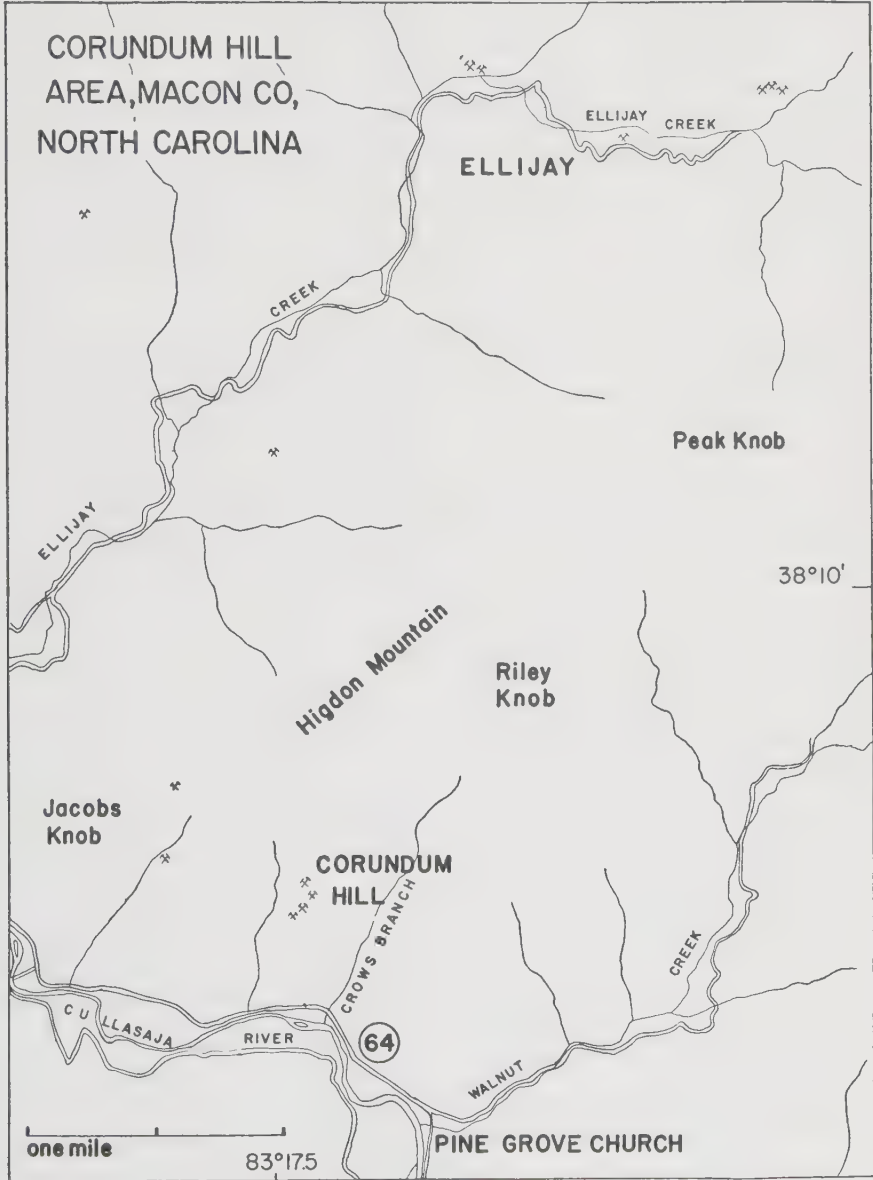 CORUNDUM HILL
AREA, MACON CO,
NORTH CAROLINA
ELLIJAY CREEK
ELLIJAY
CREEK
Peak Knob
ELLIJAY
38°10'
Higdon Mountain
Riley
Knob
Jacobs
Knob
CORUNDUM
HILL
CROWS BRANCH
CREEK
CULLASAJA
RIVER
64
WALNUT
PINE GROVE CHURCH
one mile
83°17.5